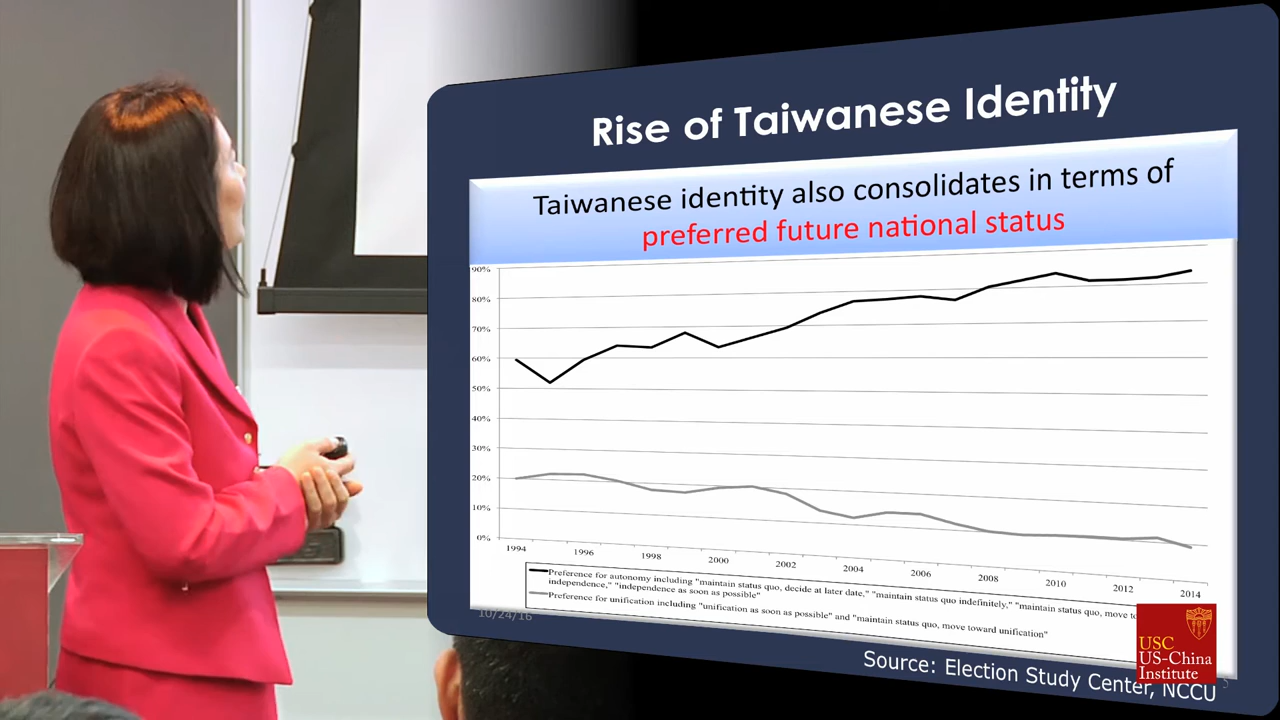 Rise of Taiwanese Identity
Taiwanese identity also consolidates in terms of
preferred future national status
90%
80%
70%
60%
50%
40%
30%
20%
10%
0%
1994
1996
1998
2000
2002
2004
2006
2008
2010
2012
2014
Preference for autonomy including "maintain status quo, decide at later date," "maintain status quo indefinitely," "maintain status quo, move
independence," "independence as soon as possible"
Preference for unification including "unification as soon as possible" and "maintain status quo, move toward unification"
10/24/16
Source: Election Study Center, NCCU
5
USC
US-China
Institute